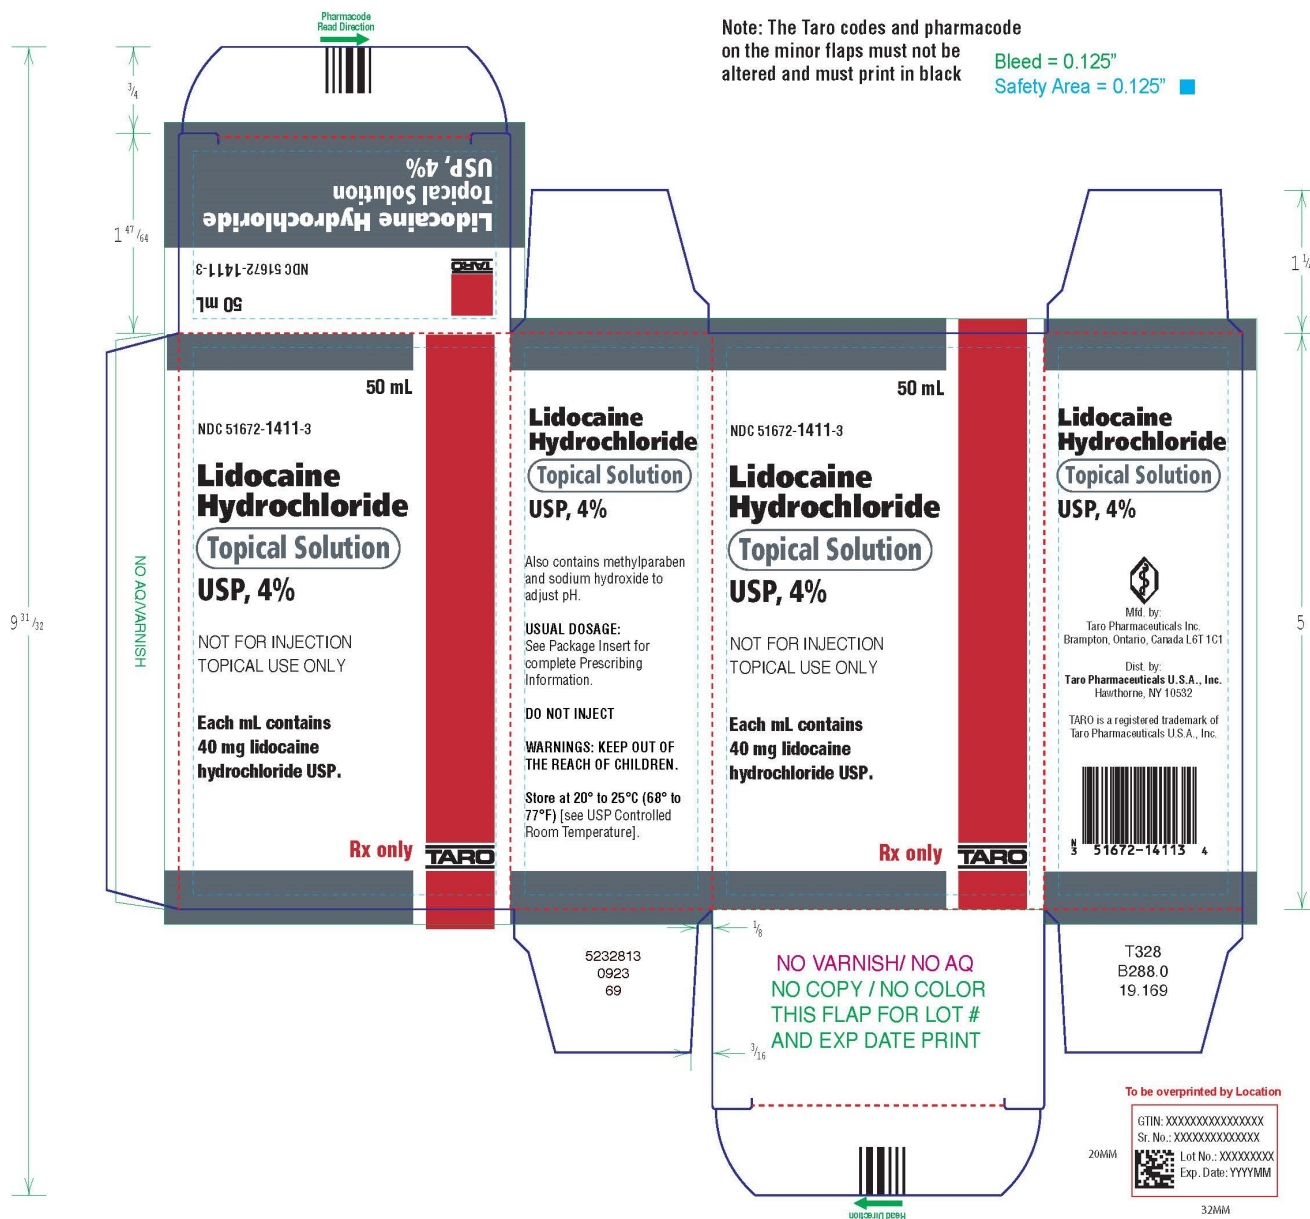 Pharmacode
Read Direction
Note: The Taro codes and pharmacode
on the minor flaps must not be
altered and must print in black
Bleed = 0.125”
Safety Area = 0.125”
3/4
1 47/64
9 31/32
1 1/4
5
Lidocaine Hydrochloride
Topical Solution
USP, 4%
NDC 51672-1411-3
TARO
50 mL
NO AQ/VARNISH
50 mL
NDC 51672-1411-3
Lidocaine
Hydrochloride
Topical Solution
USP, 4%
NOT FOR INJECTION
TOPICAL USE ONLY
Each mL contains
40 mg lidocaine
hydrochloride USP.
Rx only
TARO
Lidocaine
Hydrochloride
Topical Solution
USP, 4%
Also contains methylparaben
and sodium hydroxide to
adjust pH.
USUAL DOSAGE:
See Package Insert for
complete Prescribing
Information.
DO NOT INJECT
WARNINGS: KEEP OUT OF
THE REACH OF CHILDREN.
Store at 20° to 25°C (68° to
77°F) [see USP Controlled
Room Temperature].
50 mL
NDC 51672-1411-3
Lidocaine
Hydrochloride
Topical Solution
USP, 4%
NOT FOR INJECTION
TOPICAL USE ONLY
Each mL contains
40 mg lidocaine
hydrochloride USP.
Rx only
TARO
Lidocaine
Hydrochloride
Topical Solution
USP, 4%
Mfd. by:
Taro Pharmaceuticals Inc.
Brampton, Ontario, Canada L6T 1C1
Dist. by:
Taro Pharmaceuticals U.S.A., Inc.
Hawthorne, NY 10532
TARO is a registered trademark of
Taro Pharmaceuticals U.S.A., Inc.
N
3 51672-14113 4
5232813
0923
69
1/8
3/16
NO VARNISH/ NO AQ
NO COPY / NO COLOR
THIS FLAP FOR LOT #
AND EXP DATE PRINT
T328
B288.0
19.169
To be overprinted by Location
GTIN: XXXXXXXXXXXXXXXX
Sr. No.: XXXXXXXXXXXXXX
Lot No.: XXXXXXXXX
Exp. Date: YYYYMM
20MM
32MM
Read Direction